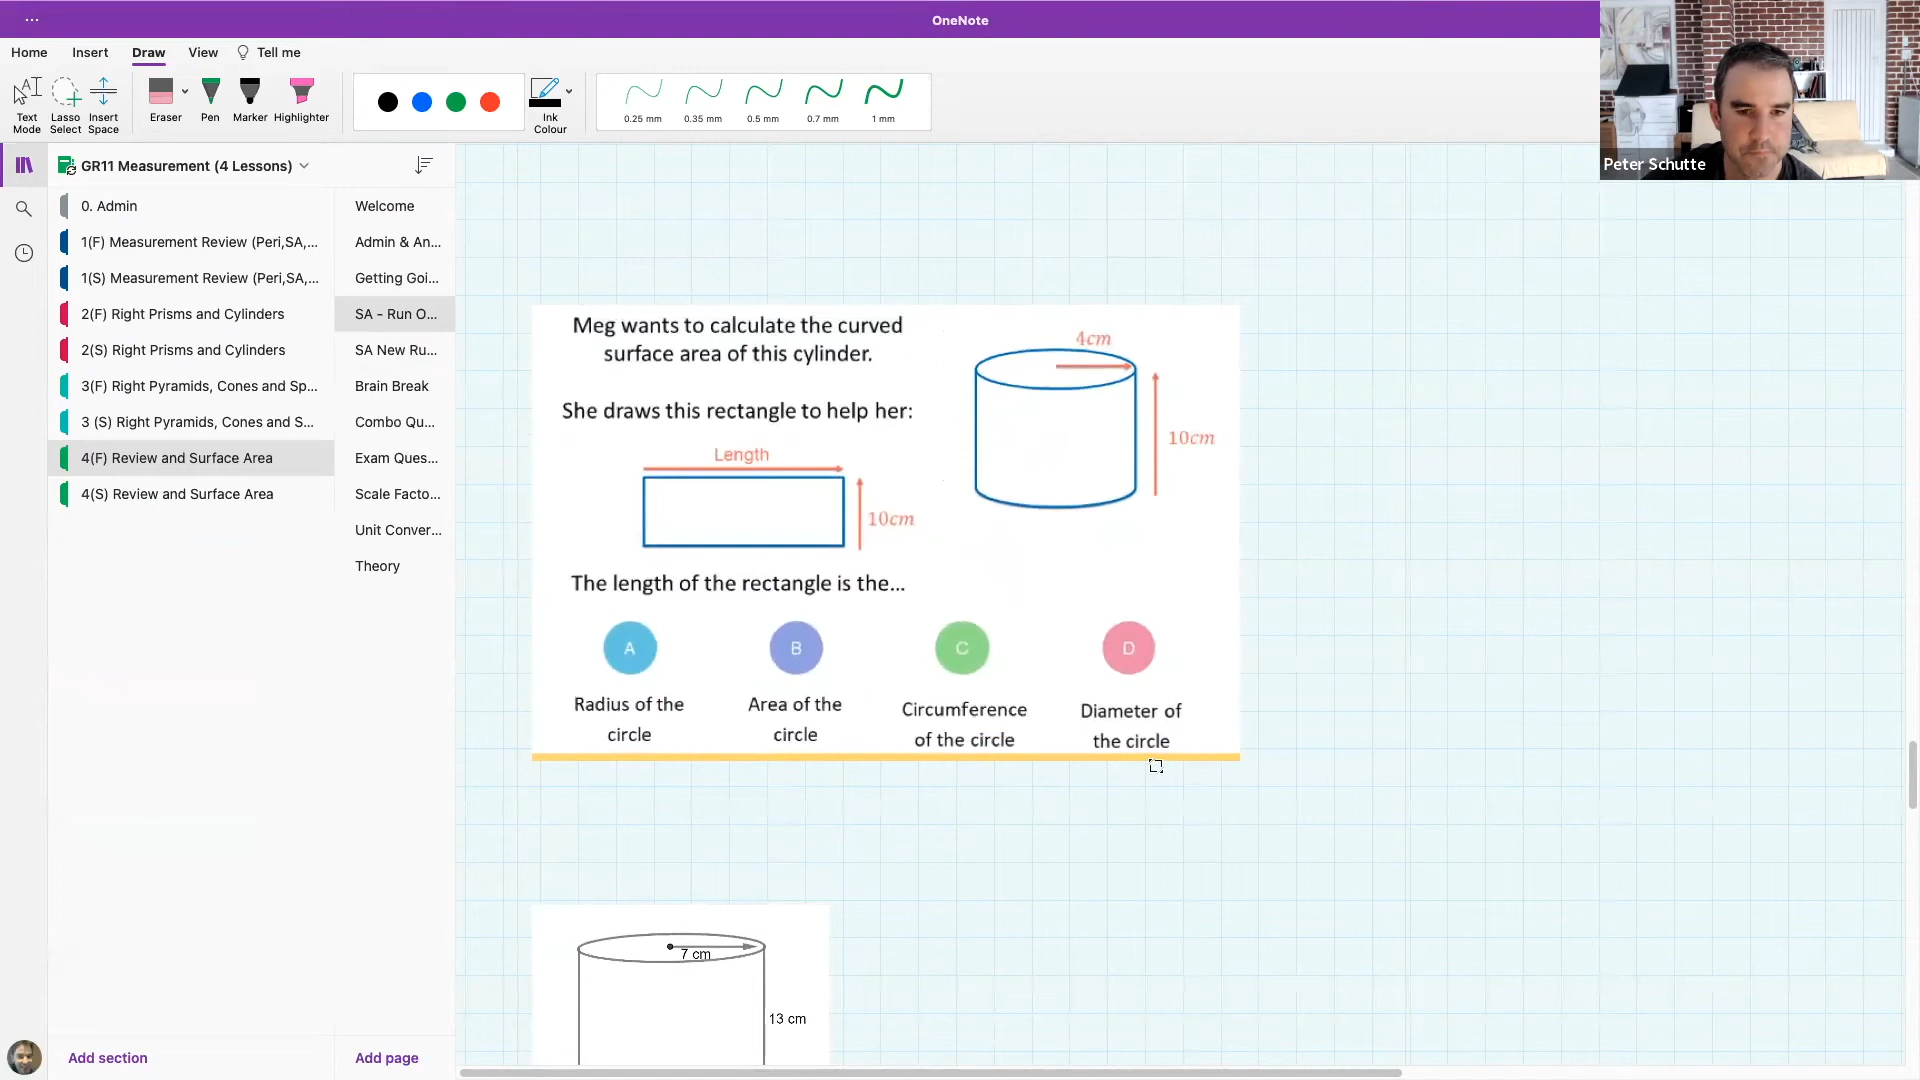 OneNote
Home Insert Draw View Tell me
Text Mode
Lasso Select
Insert Space
Eraser
Pen
Marker
Highlighter
Ink Colour
0.25 mm 0.35 mm 0.5 mm 0.7 mm 1 mm
Peter Schutte
GR11 Measurement (4 Lessons)
0. Admin
1(F) Measurement Review (Peri,SA,...
1(S) Measurement Review (Peri,SA,...
2(F) Right Prisms and Cylinders
2(S) Right Prisms and Cylinders
3(F) Right Pyramids, Cones and Sp...
3 (S) Right Pyramids, Cones and S...
4(F) Review and Surface Area
4(S) Review and Surface Area
Add section
Welcome
Admin & An...
Getting Goi...
SA - Run O...
SA New Ru...
Brain Break
Combo Qu...
Exam Ques...
Scale Facto...
Unit Conver...
Theory
Add page
Meg wants to calculate the curved
surface area of this cylinder.
She draws this rectangle to help her:
Length
10cm
4cm
10cm
The length of the rectangle is the...
A B C D
Radius of the
circle
Area of the
circle
Circumference
of the circle
Diameter of
the circle
7 cm
13 cm